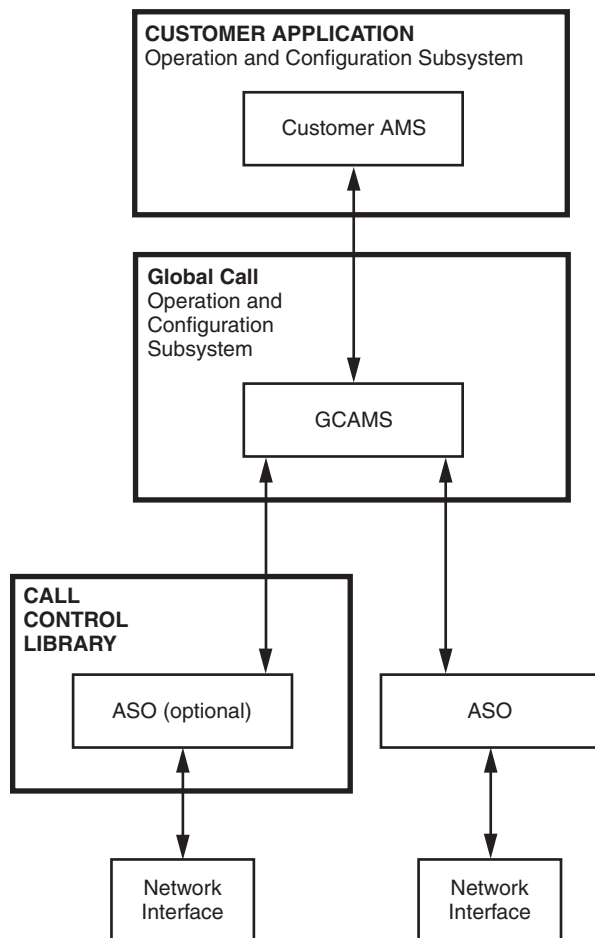 CUSTOMER APPLICATION
Operation and Configuration Subsystem
Customer AMS
Global Call
Operation and
Configuration
Subsystem
GCAMS
CALL
CONTROL
LIBRARY
ASO (optional)
ASO
Network
Interface
Network
Interface